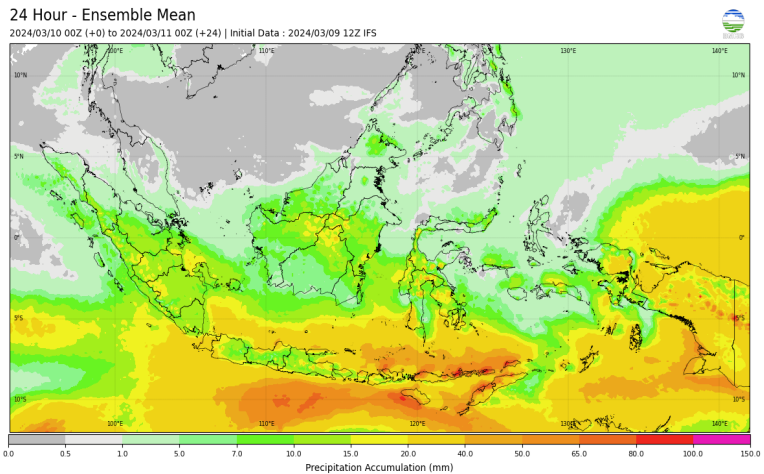 24 Hour - Ensemble Mean
2024/03/10 00Z (+0) to 2024/03/11 00Z (+24) | Initial Data : 2024/03/09 12Z IFS
100°E 110°E 120°E 130°E 140°E
10°N 10°N
5°N 5°N
0° 0°
5°S 5°S
10°S 10°S
100°E 110°E 120°E 130°E 140°E
0.0 0.5 1.0 5.0 7.0 10.0 15.0 20.0 40.0 50.0 65.0 80.0 100.0 150.0
Precipitation Accumulation (mm)